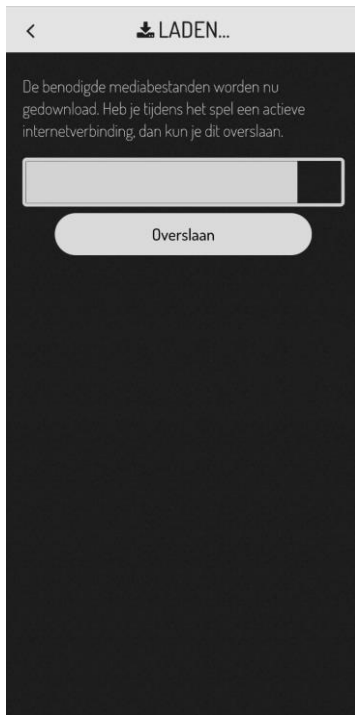 LADEN...
De benodigde mediabestanden worden nu
gedownload. Heb je tijdens het spel een actieve
internetverbinding, dan kun je dit overslaan.
Overslaan